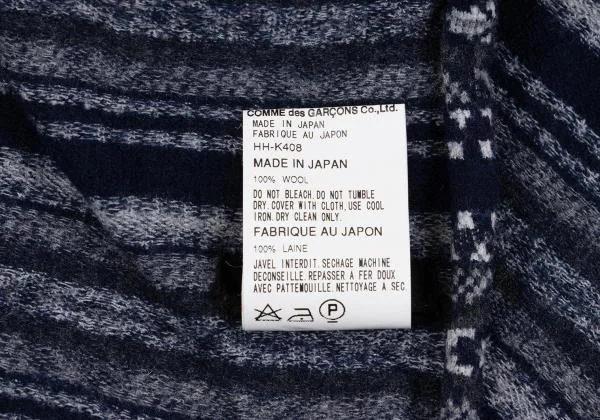 COMME des GARÇONS Co.,Ltd.
MADE IN JAPAN
FABRIQUE AU JAPON
HH-K408
MADE IN JAPAN
100% WOOL
DO NOT BLEACH.DO NOT TUMBLE
DRY.COVER WITH CLOTH,USE COOL
IRON.DRY CLEAN ONLY.
FABRIQUE AU JAPON
100% LAINE
JAVEL INTERDIT.SECHAGE MACHINE
DECONSEILLE.REPASSER A FER DOUX
AVEC PATTEMOUILLE.NETTOYAGE A SEC
P